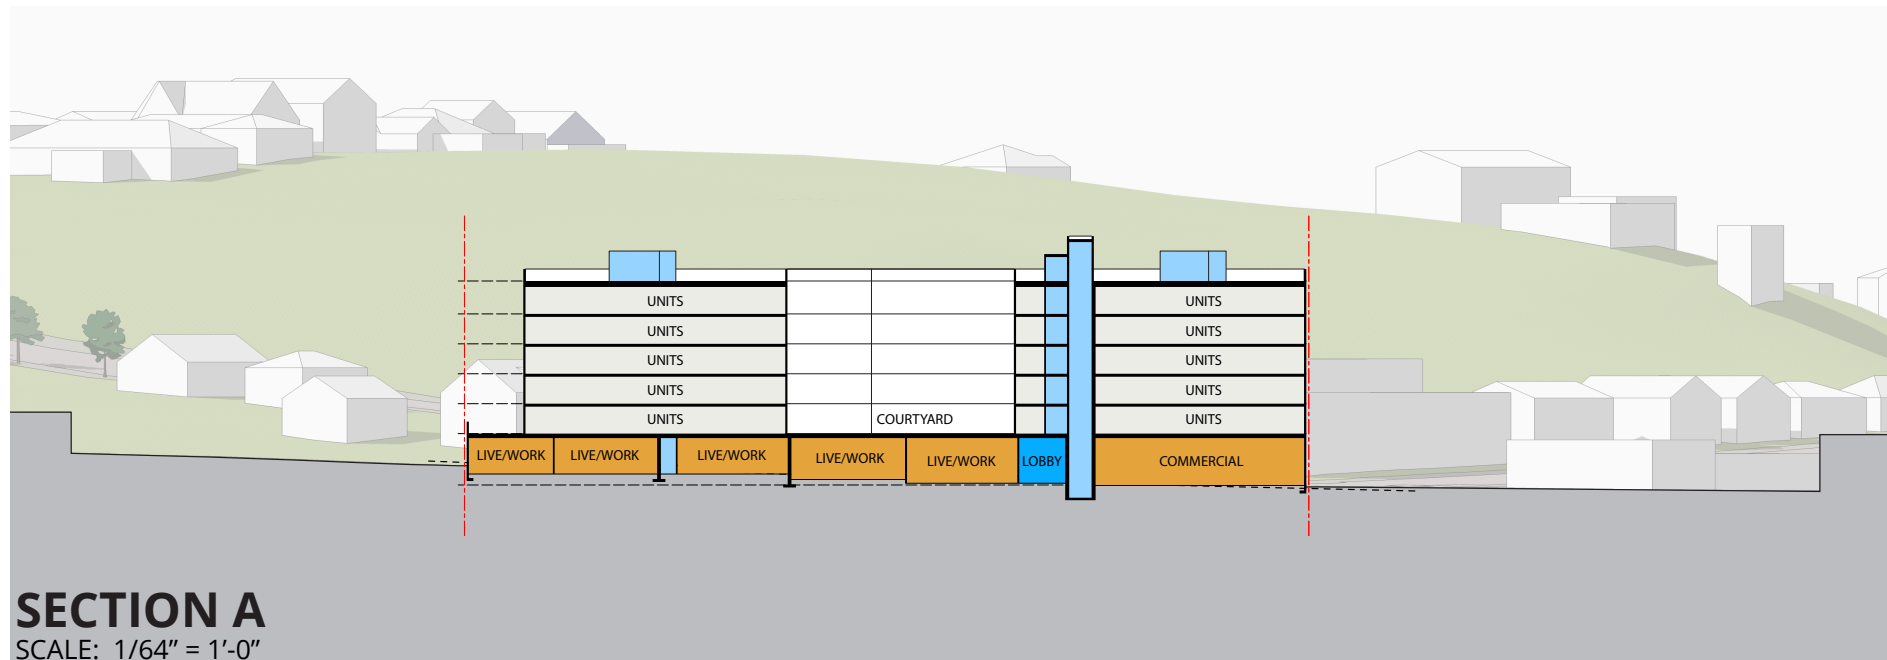 UNITS UNITS
UNITS UNITS
UNITS UNITS
UNITS UNITS
UNITS COURTYARD UNITS
LIVE/WORK LIVE/WORK LIVE/WORK LIVE/WORK LIVE/WORK LOBBY COMMERCIAL
SECTION A
SCALE: 1/64” = 1’-0”